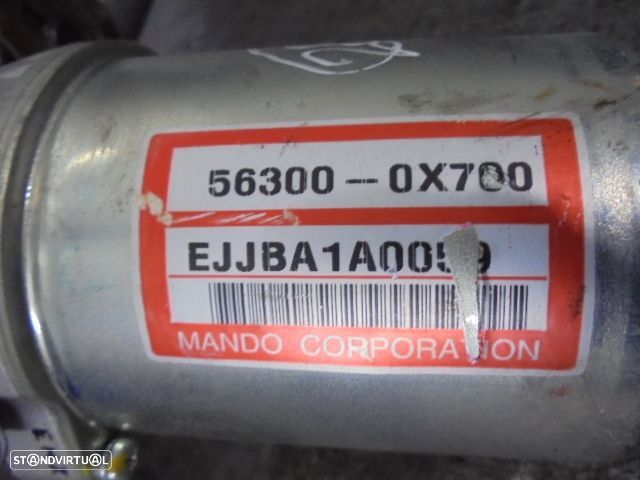 56300-0X700
EJJBA1A0059
MANDO CORPORATION
STANDVIRTUAL